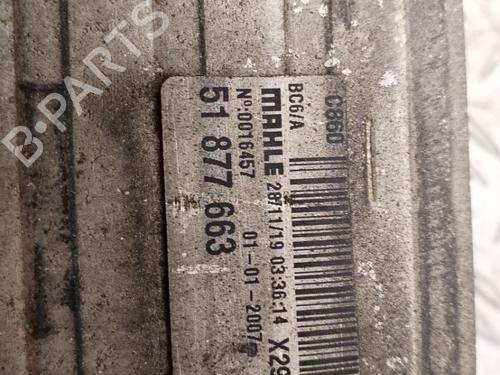 B-PARTS
C860
BC6/A
MAHLE 28/11/19 03:36:14 X29
Nº:0016457
51 877 663 01-01-2007